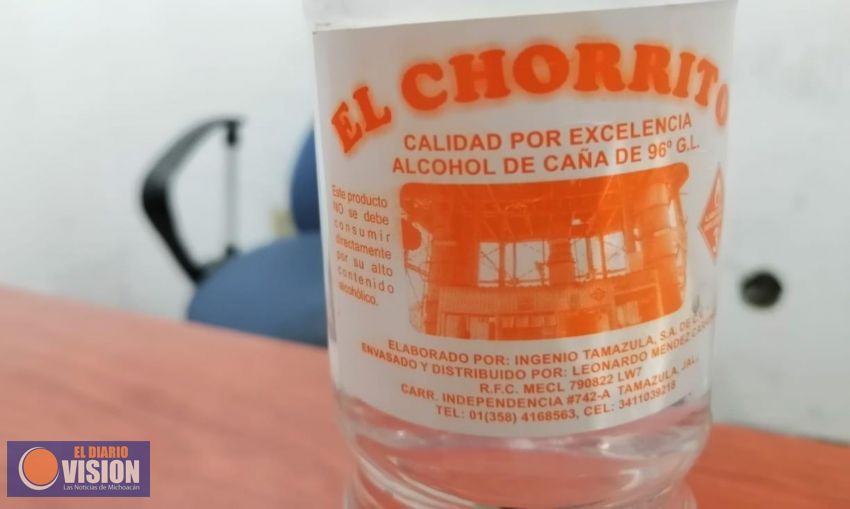 EL CHORRITO
CALIDAD POR EXCELENCIA
ALCOHOL DE CAÑA DE 96º G.L.
Este producto
NO se debe
consumir
directamente
por su alto
contenido
alcohólico.
ELABORADO POR: INGENIO TAMAZULA, S.A. DE
ENVASADO Y DISTRIBUIDO POR: LEONARDO MENDEZ
R.F.C. MECL 790822 LW7
CARR. INDEPENDENCIA #742-A TAMAZULA, JAL.
TEL: 01(358) 4168563, CEL: 3411039218
EL DIARIO
VISION
Las Noticias de Michoacán